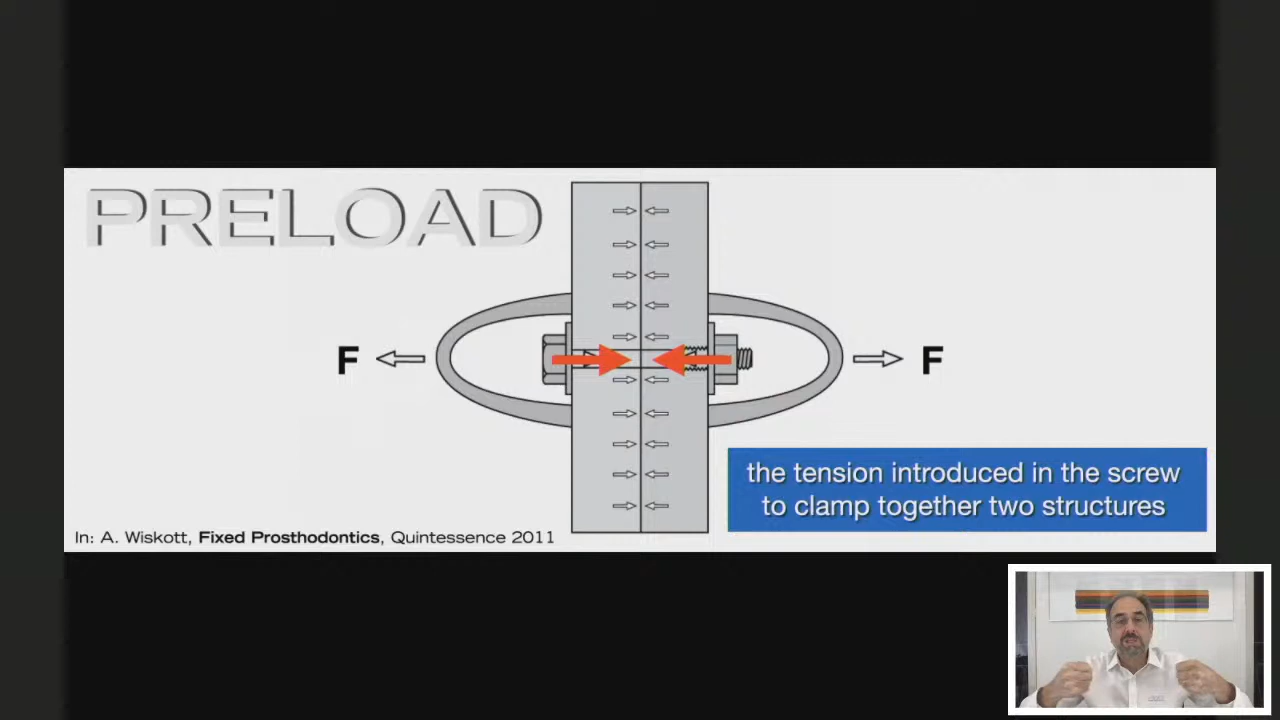 PRELOAD
F
F
the tension introduced in the screw
to clamp together two structures
In: A. Wiskott, Fixed Prosthodontics, Quintessence 2011